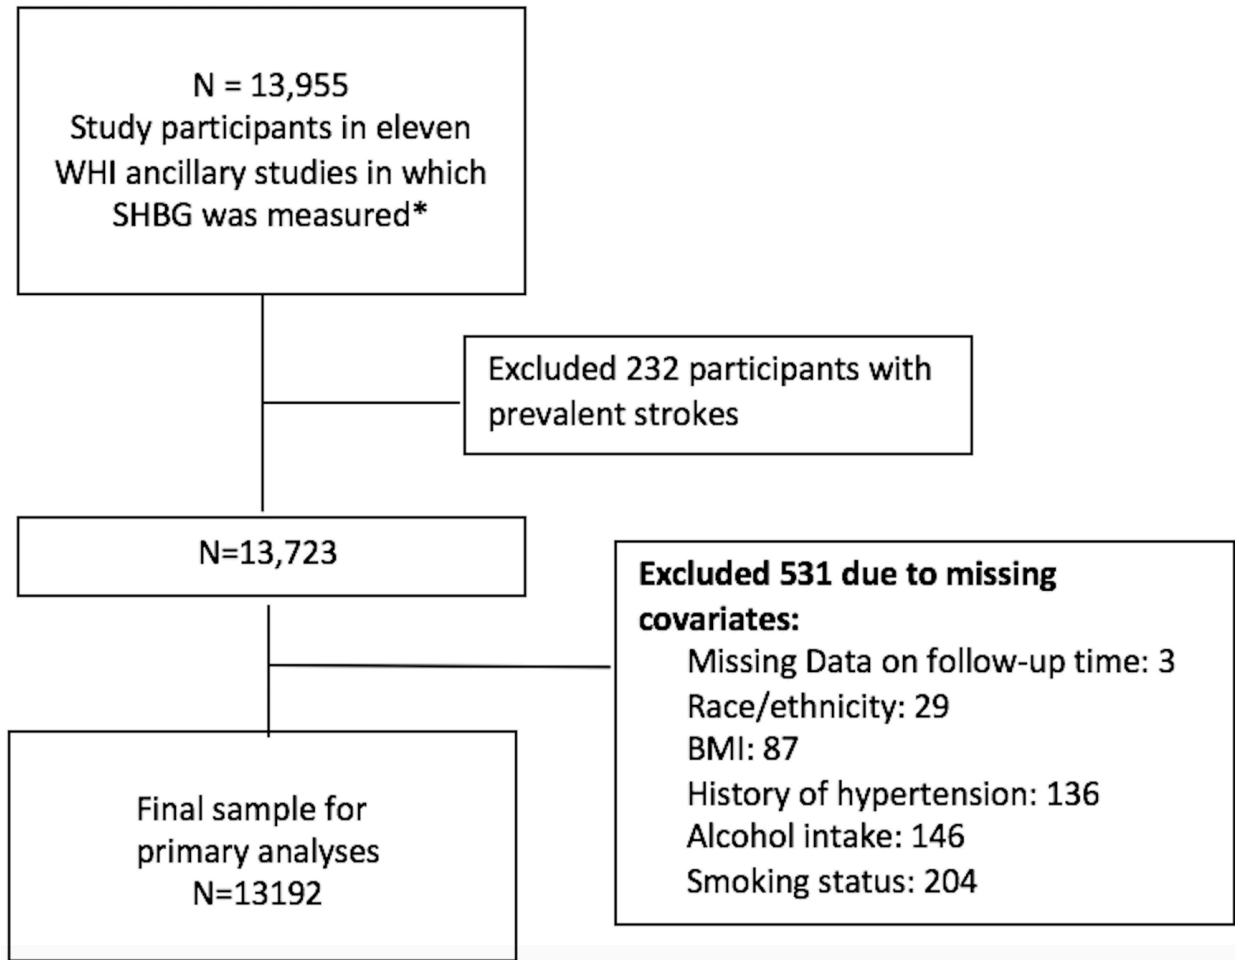 N = 13,955
Study participants in eleven
WHI ancillary studies in which
SHBG was measured*
Excluded 232 participants with
prevalent strokes
N=13,723
Excluded 531 due to missing
covariates:
Missing Data on follow-up time: 3
Race/ethnicity: 29
BMI: 87
History of hypertension: 136
Alcohol intake: 146
Smoking status: 204
Final sample for
primary analyses
N=13192